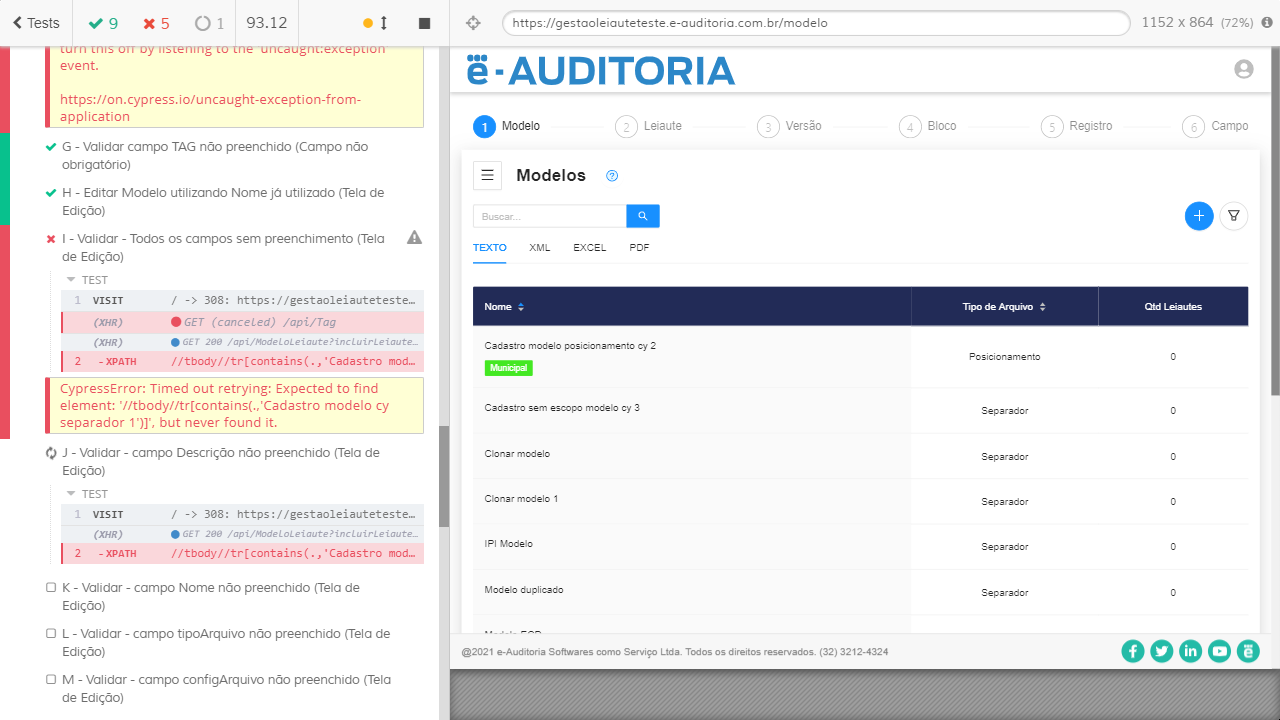 Tests
9
5
1
93.12
https://gestaoleiauteteste.e-auditoria.com.br/modelo
1152 x 864 (72%)
turn this off by listening to the 'uncaught:exception'
event.
https://on.cypress.io/uncaught-exception-from-
application
G - Validar campo TAG não preenchido (Campo não
obrigatório)
H - Editar Modelo utilizando Nome já utilizado (Tela de
Edição)
I - Validar - Todos os campos sem preenchimento (Tela
de Edição)
TEST
1 VISIT / -> 308: https://gestaoleiauteteste...
(XHR) GET (canceled) /api/Tag
(XHR) GET 200 /api/ModeloLeiaute?incluirLeiaute...
2 -XPATH //tbody//tr[contains(.,'Cadastro mod...
CypressError: Timed out retrying: Expected to find
element: '//tbody//tr[contains(.,'Cadastro modelo cy
separador 1')]', but never found it.
J - Validar - campo Descrição não preenchido (Tela de
Edição)
TEST
1 VISIT / -> 308: https://gestaoleiauteteste...
(XHR) GET 200 /api/ModeloLeiaute?incluirLeiaute...
2 -XPATH //tbody//tr[contains(.,'Cadastro mod...
K - Validar - campo Nome não preenchido (Tela de
Edição)
L - Validar - campo tipoArquivo não preenchido (Tela de
Edição)
M - Validar - campo configArquivo não preenchido (Tela
de Edição)
ë-AUDITORIA
1 Modelo
2 Leiaute
3 Versão
4 Bloco
5 Registro
6 Campo
Modelos
Buscar...
TEXTO XML EXCEL PDF
Nome Tipo de Arquivo Qtd Leiautes
Cadastro modelo posicionamento cy 2
Municipal
Posicionamento 0
Cadastro sem escopo modelo cy 3 Separador 0
Clonar modelo Separador 0
Clonar modelo 1 Separador 0
IPI Modelo Separador 0
Modelo duplicado Separador 0
@2021 e-Auditoria Softwares como Serviço Ltda. Todos os direitos reservados. (32) 3212-4324